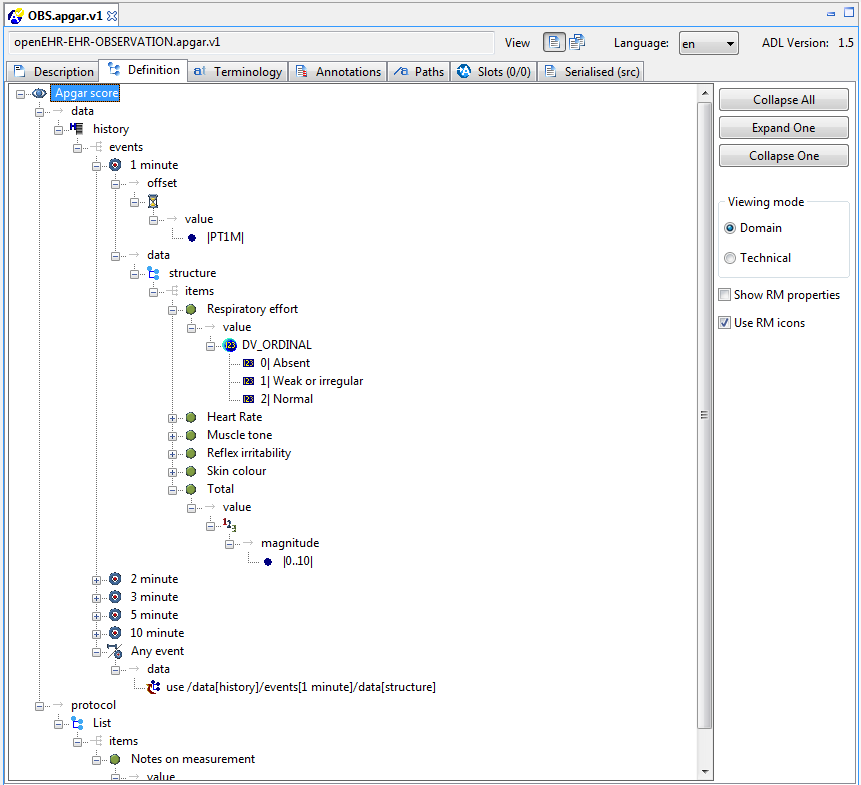 OBS.apgar.v1
openEHR-EHR-OBSERVATION.apgar.v1 View Language: en ADL Version: 1.5
Description Definition Terminology Annotations Paths Slots (0/0) Serialised (src)
Apgar score
data
history
events
1 minute
offset
value
|PT1M|
data
structure
items
Respiratory effort
value
DV_ORDINAL
0| Absent
1| Weak or irregular
2| Normal
Heart Rate
Muscle tone
Reflex irritability
Skin colour
Total
value
magnitude
|0..10|
2 minute
3 minute
5 minute
10 minute
Any event
data
use /data[history]/events[1 minute]/data[structure]
protocol
List
items
Notes on measurement
value
Collapse All
Expand One
Collapse One
Viewing mode
Domain
Technical
Show RM properties
Use RM icons